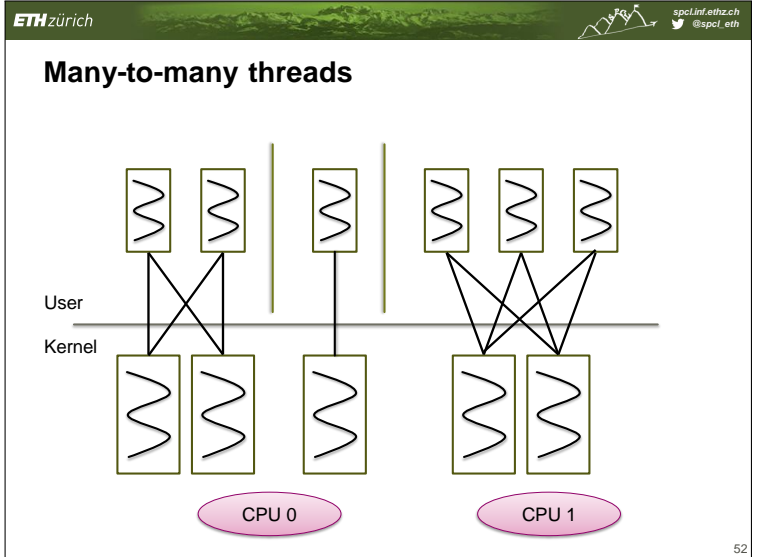 ETH zürich
spcl.inf.ethz.ch
@spcl_eth
Many-to-many threads
User
Kernel
CPU 0
CPU 1
52